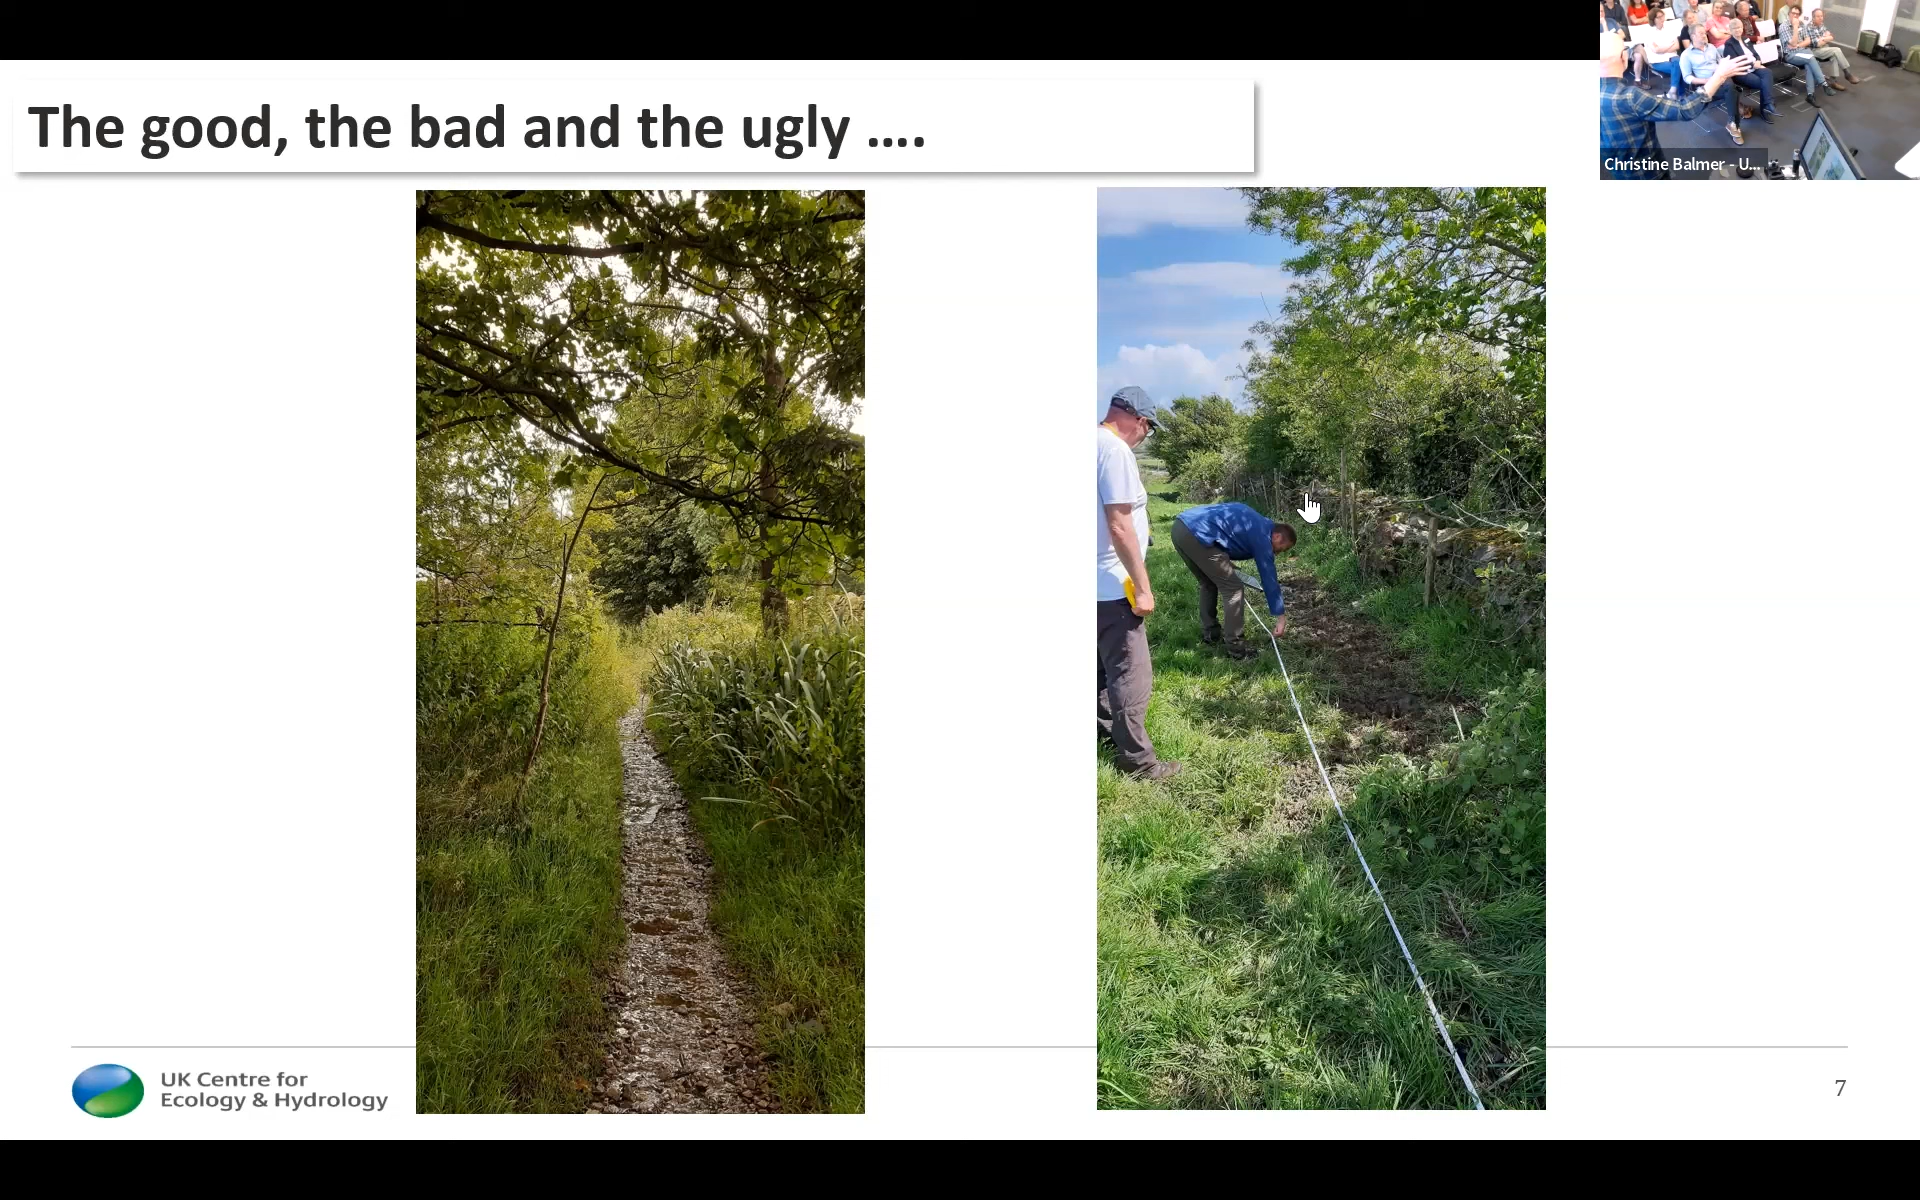 The good, the bad and the ugly ....
Christine Balmer - U...
UK Centre for
Ecology & Hydrology
7